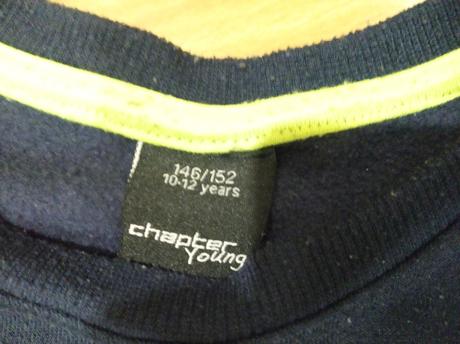 146/152
10-12 years
chapter
Young